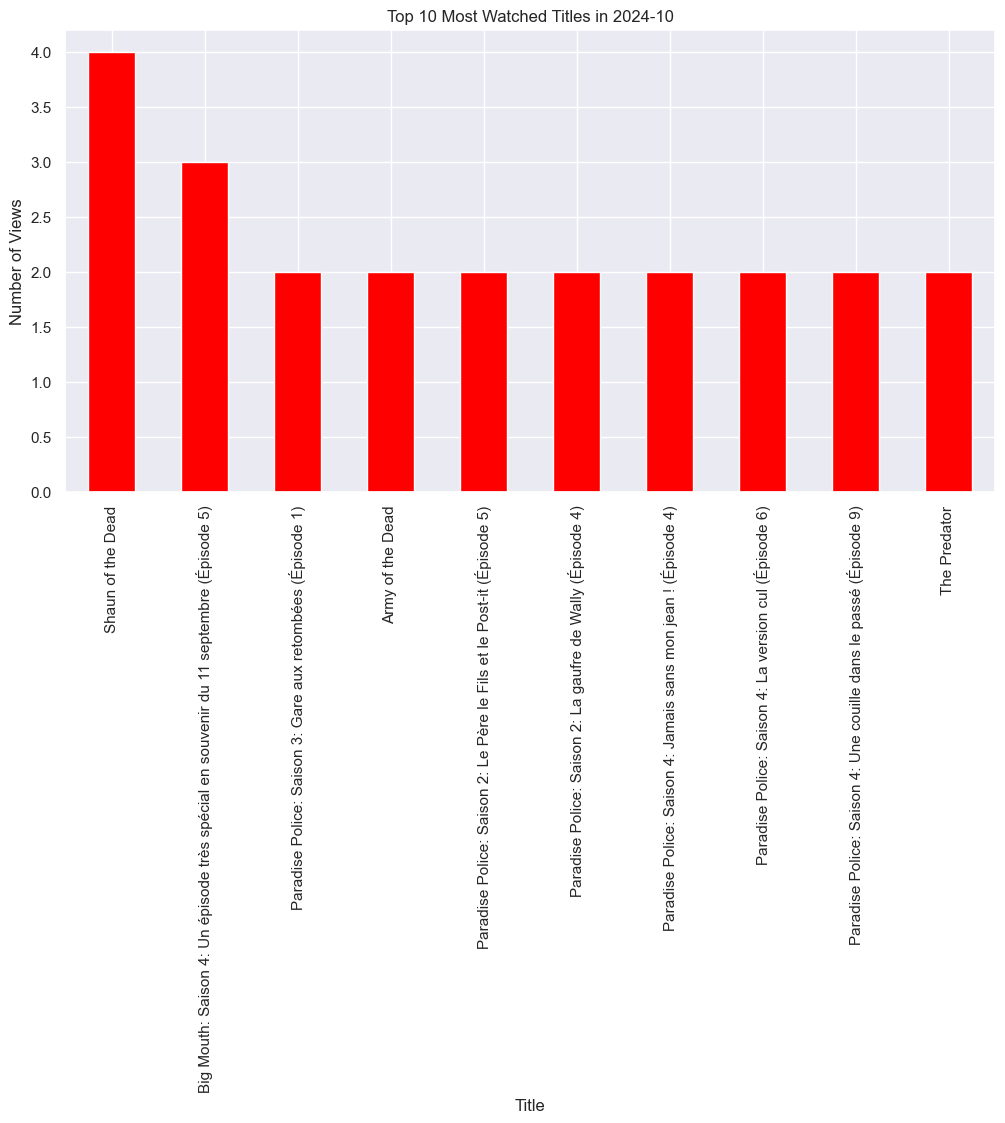 Top 10 Most Watched Titles in 2024-10
Number of Views
4.0
3.5
3.0
2.5
2.0
1.5
1.0
0.5
0.0
Shaun of the Dead
Big Mouth: Saison 4: Un épisode très spécial en souvenir du 11 septembre (Épisode 5)
Paradise Police: Saison 3: Gare aux retombées (Épisode 1)
Army of the Dead
Paradise Police: Saison 2: Le Père le Fils et le Post-it (Épisode 5)
Paradise Police: Saison 2: La gaufre de Wally (Épisode 4)
Paradise Police: Saison 4: Jamais sans mon jean ! (Épisode 4)
Paradise Police: Saison 4: La version cul (Épisode 6)
Paradise Police: Saison 4: Une couille dans le passé (Épisode 9)
The Predator
Title